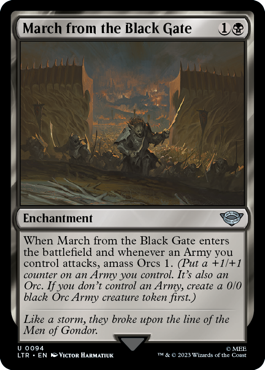 March from the Black Gate 1
Enchantment
When March from the Black Gate enters
the battlefield and whenever an Army you
control attacks, amass Orcs 1. (Put a +1/+1
counter on an Army you control. It's also an
Orc. If you don't control an Army, create a 0/0
black Orc Army creature token first.)
Like a storm, they broke upon the line of the
Men of Gondor.
U 0094
LTR • EN VICTOR HARMATIUK
© MEE
™ & © 2023 Wizards of the Coast